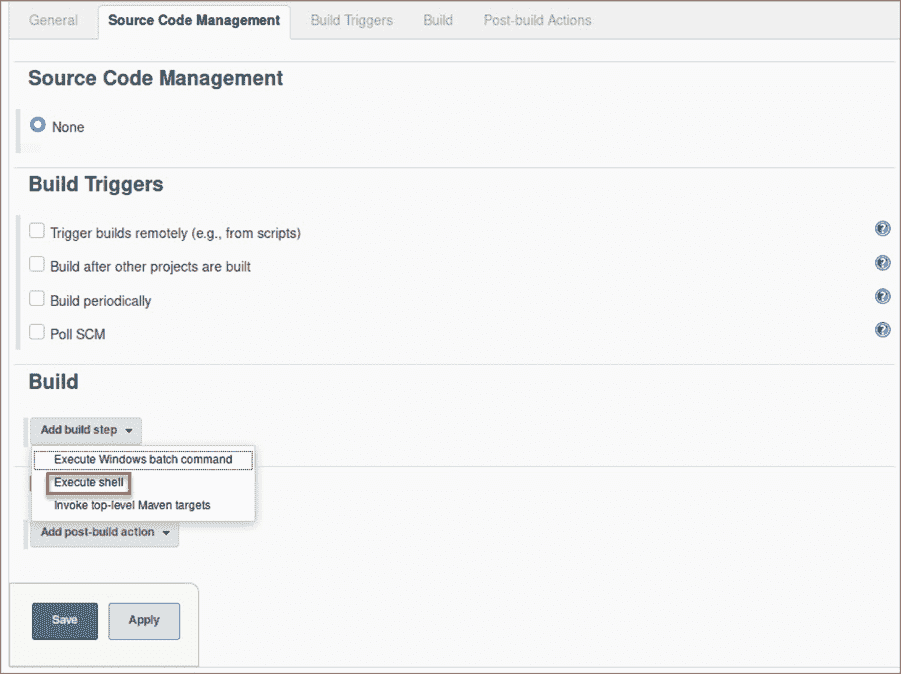 General Source Code Management Build Triggers Build Post-build Actions
Source Code Management
None
Build Triggers
Trigger builds remotely (e.g., from scripts)
Build after other projects are built
Build periodically
Poll SCM
Build
Add build step
Execute Windows batch command
Execute shell
Invoke top-level Maven targets
Add post-build action
Save Apply